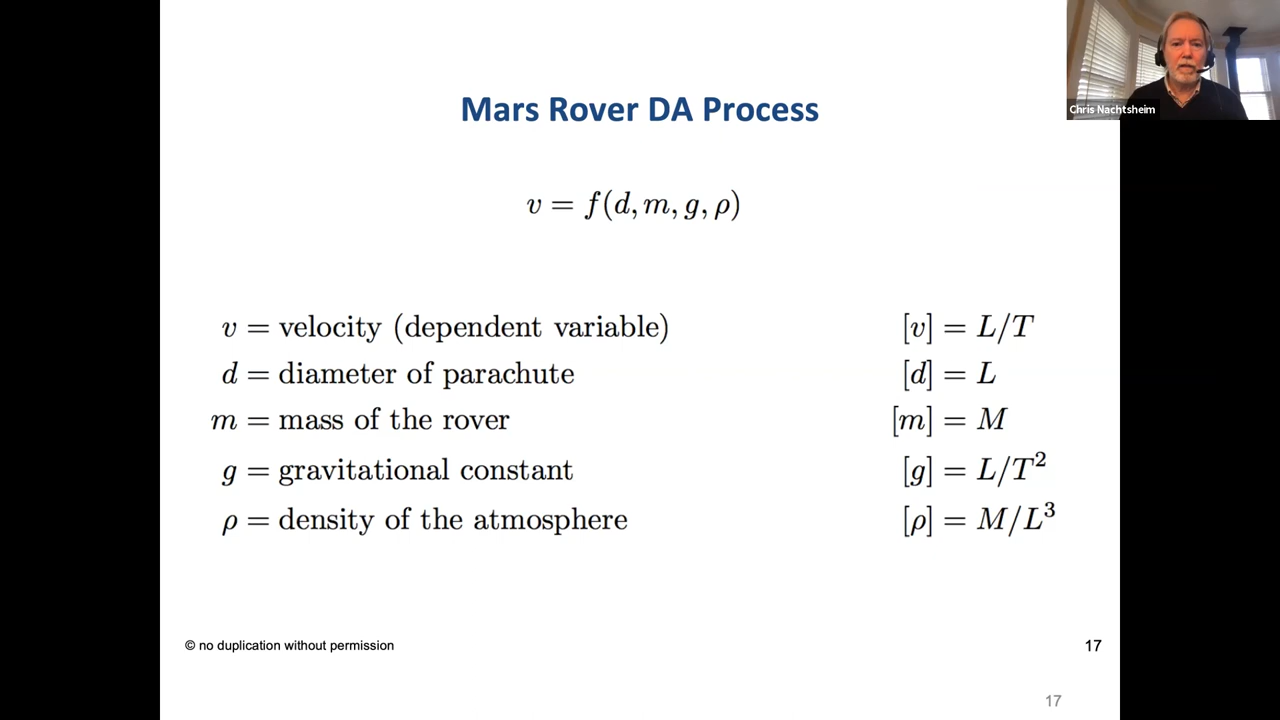 Chris Nachtsheim
Mars Rover DA Process
v = f(d, m, g, ρ)
v = velocity (dependent variable) [v] = L/T
d = diameter of parachute [d] = L
m = mass of the rover [m] = M
g = gravitational constant [g] = L/T²
ρ = density of the atmosphere [ρ] = M/L³
© no duplication without permission 17
17